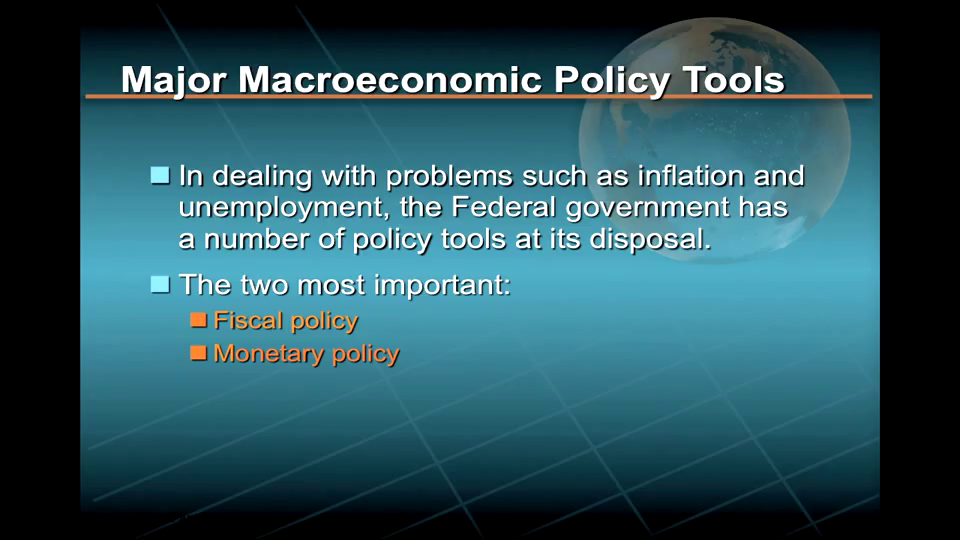 Major Macroeconomic Policy Tools
In dealing with problems such as inflation and
unemployment, the Federal government has
a number of policy tools at its disposal.
The two most important:
Fiscal policy
Monetary policy